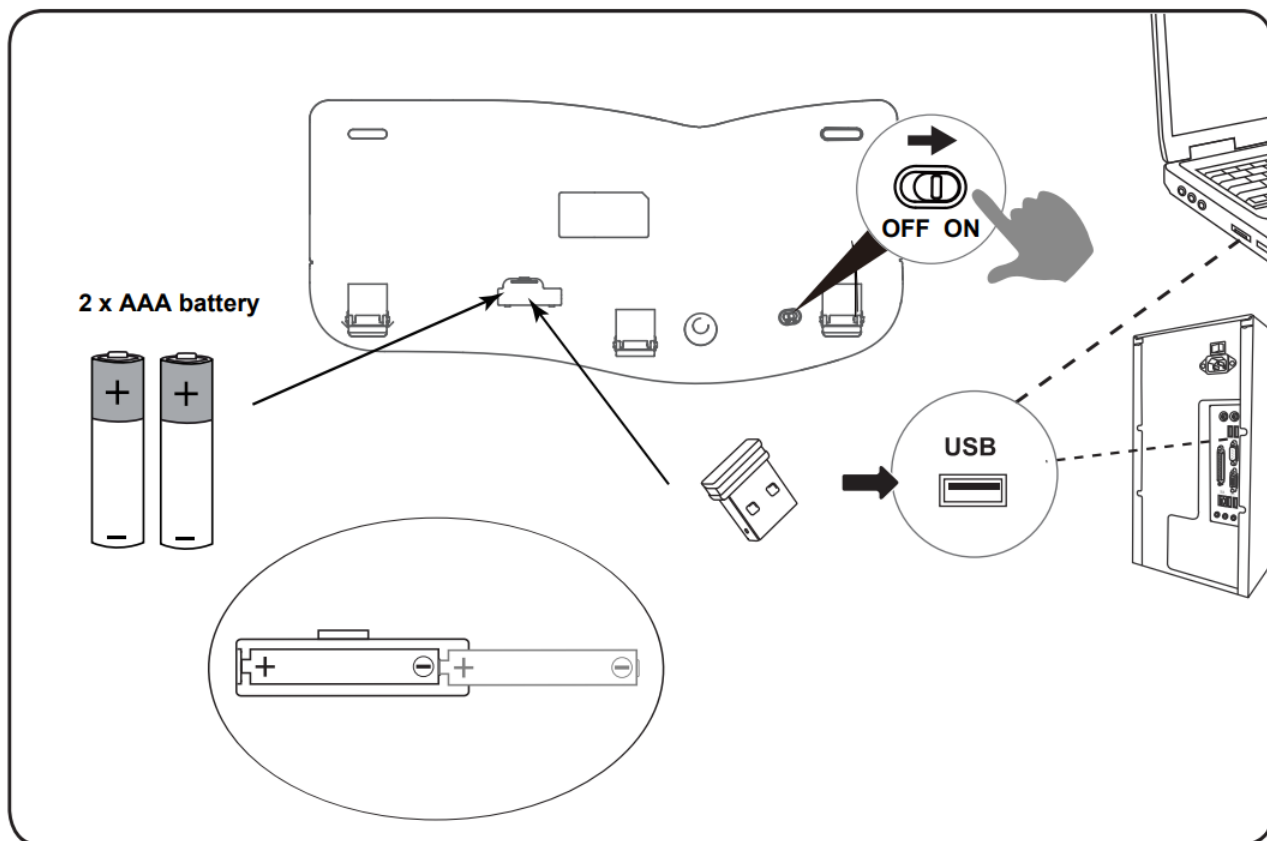 OFF ON
2 x AAA battery
+ +
USB
- -
+ - + -